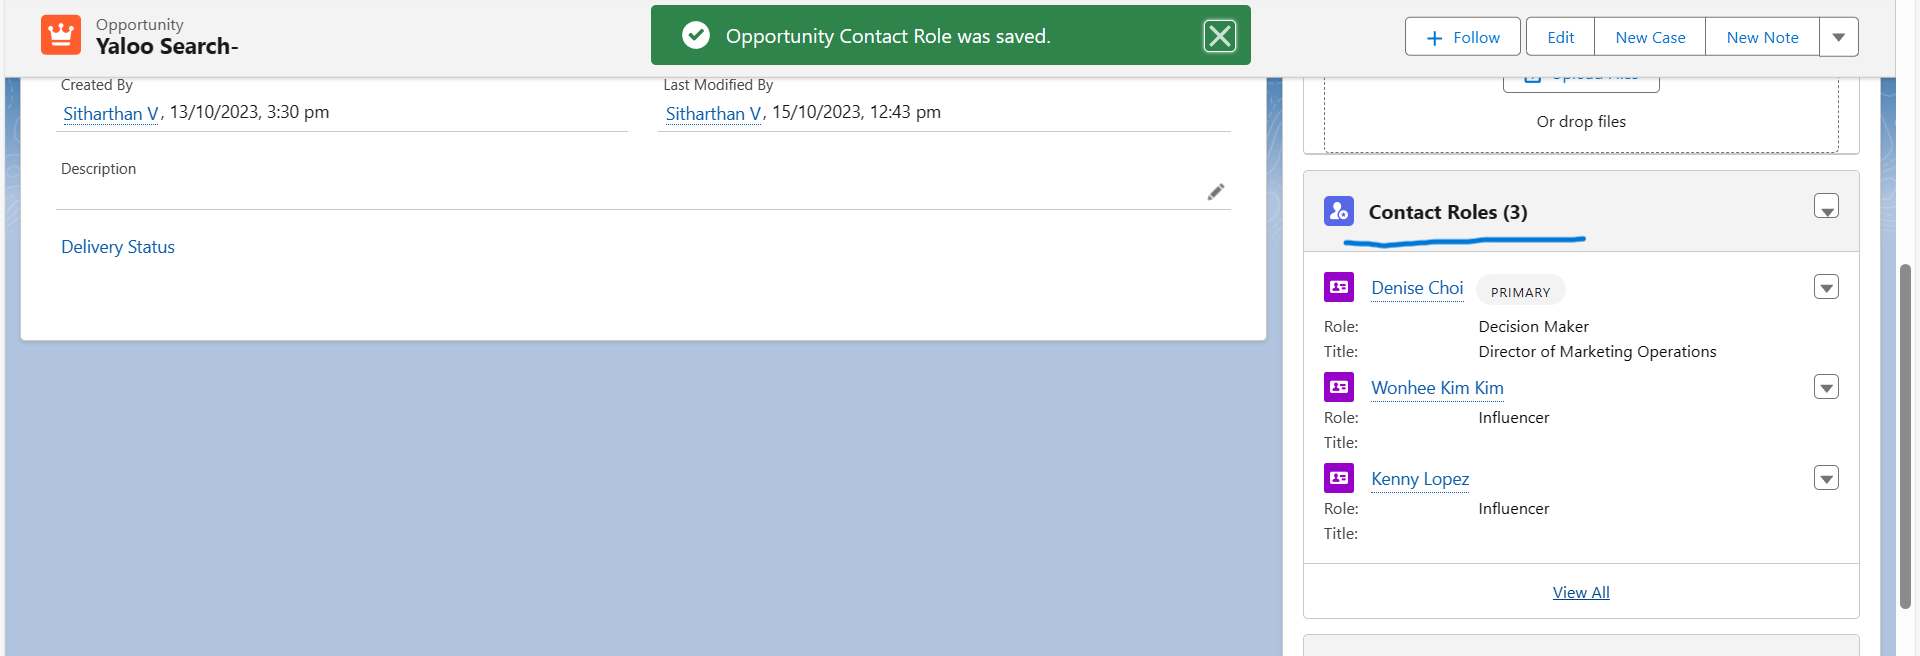 Opportunity
Yaloo Search-
Opportunity Contact Role was saved.
Follow
Edit
New Case
New Note
Created By
Sitharthan V, 13/10/2023, 3:30 pm
Last Modified By
Sitharthan V, 15/10/2023, 12:43 pm
Description
Delivery Status
Upload Files
Or drop files
Contact Roles (3)
Denise Choi PRIMARY
Role: Decision Maker
Title: Director of Marketing Operations
Wonhee Kim Kim
Role: Influencer
Title:
Kenny Lopez
Role: Influencer
Title:
View All